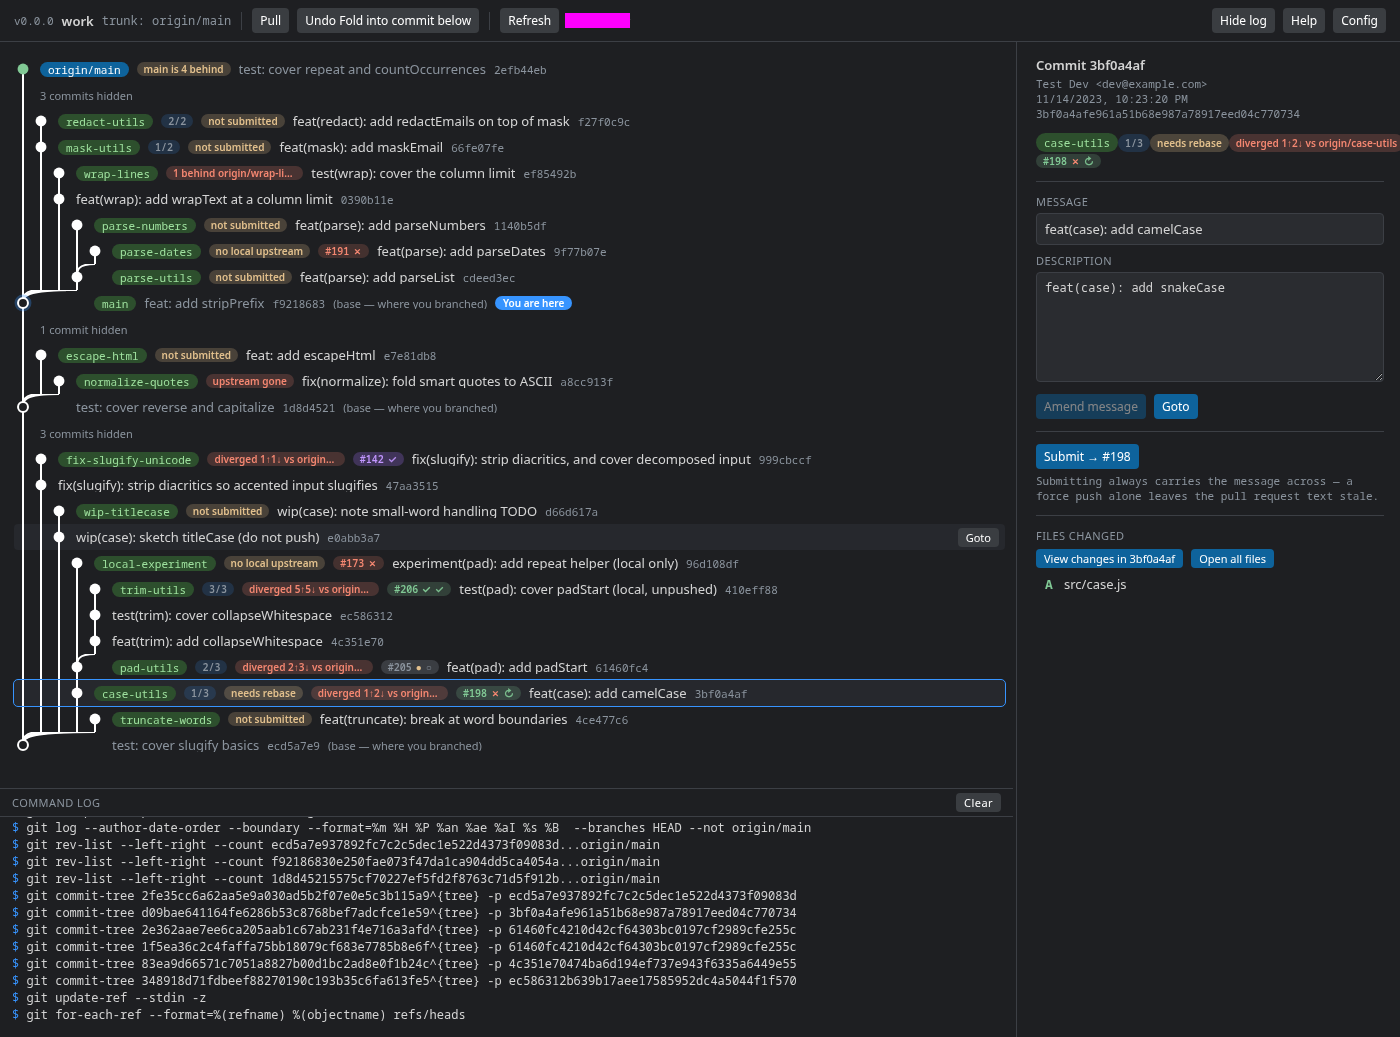 v0.0.0 work trunk: origin/main Pull Undo Fold into commit below Refresh Hide log Help Config
origin/main main is 4 behind test: cover repeat and countOccurrences 2efb44eb
3 commits hidden
redact-utils 2/2 not submitted feat(redact): add redactEmails on top of mask f27f0c9c
mask-utils 1/2 not submitted feat(mask): add maskEmail 66fe07fe
wrap-lines 1 behind origin/wrap-li… test(wrap): cover the column limit ef85492b
feat(wrap): add wrapText at a column limit 0390b11e
parse-numbers not submitted feat(parse): add parseNumbers 1140b5df
parse-dates no local upstream #191 × feat(parse): add parseDates 9f77b07e
parse-utils not submitted feat(parse): add parseList cdeed3ec
main feat: add stripPrefix f9218683 (base — where you branched) You are here
1 commit hidden
escape-html not submitted feat: add escapeHtml e7e81db8
normalize-quotes upstream gone fix(normalize): fold smart quotes to ASCII a8cc913f
test: cover reverse and capitalize 1d8d4521 (base — where you branched)
3 commits hidden
fix-slugify-unicode diverged 1↑1↓ vs origin… #142 ✓ fix(slugify): strip diacritics, and cover decomposed input 999cbccf
fix(slugify): strip diacritics so accented input slugifies 47aa3515
wip-titlecase not submitted wip(case): note small-word handling TODO d66d617a
wip(case): sketch titleCase (do not push) e0abb3a7 Goto
local-experiment no local upstream #173 × experiment(pad): add repeat helper (local only) 96d108df
trim-utils 3/3 diverged 5↑5↓ vs origin… #206 ✓ ✓ test(pad): cover padStart (local, unpushed) 410eff88
test(trim): cover collapseWhitespace ec586312
feat(trim): add collapseWhitespace 4c351e70
pad-utils 2/3 diverged 2↑3↓ vs origin… #205 ● ○ feat(pad): add padStart 61460fc4
case-utils 1/3 needs rebase diverged 1↑2↓ vs origin… #198 × ↻ feat(case): add camelCase 3bf0a4af
truncate-words not submitted feat(truncate): break at word boundaries 4ce477c6
test: cover slugify basics ecd5a7e9 (base — where you branched)
COMMAND LOG Clear
$ git log --author-date-order --boundary --format=%m %H %P %an %ae %aI %s %B --branches HEAD --not origin/main
$ git rev-list --left-right --count ecd5a7e937892fc7c2c5dec1e522d4373f09083d...origin/main
$ git rev-list --left-right --count f92186830e250fae073f47da1ca904dd5ca4054a...origin/main
$ git rev-list --left-right --count 1d8d45215575cf70227ef5fd2f8763c71d5f912b...origin/main
$ git commit-tree 2fe35cc6a62aa5e9a030ad5b2f07e0e5c3b115a9^{tree} -p ecd5a7e937892fc7c2c5dec1e522d4373f09083d
$ git commit-tree d09bae641164fe6286b53c8768bef7adcfce1e59^{tree} -p 3bf0a4afe961a51b68e987a78917eed04c770734
$ git commit-tree 2e362aae7ee6ca205aab1c67ab231f4e716a3afd^{tree} -p 61460fc4210d42cf64303bc0197cf2989cfe255c
$ git commit-tree 1f5ea36c2c4faffa75bb18079cf683e7785b8e6f^{tree} -p 61460fc4210d42cf64303bc0197cf2989cfe255c
$ git commit-tree 83ea9d66571c7051a8827b00d1bc2ad8e0f1b24c^{tree} -p 4c351e70474ba6d194ef737e943f6335a6449e55
$ git commit-tree 348918d71fdbeef88270190c193b35c6fa613fe5^{tree} -p ec586312b639b17aee17585952dc4a5044f1f570
$ git update-ref --stdin -z
$ git for-each-ref --format=%(refname) %(objectname) refs/heads
Commit 3bf0a4af
Test Dev <dev@example.com>
11/14/2023, 10:23:20 PM
3bf0a4afe961a51b68e987a78917eed04c770734
case-utils 1/3 needs rebase diverged 1↑2↓ vs origin/case-utils
#198 × ↻
MESSAGE
feat(case): add camelCase
DESCRIPTION
feat(case): add snakeCase
Amend message Goto
Submit → #198
Submitting always carries the message across — a
force push alone leaves the pull request text stale.
FILES CHANGED
View changes in 3bf0a4af Open all files
A src/case.js